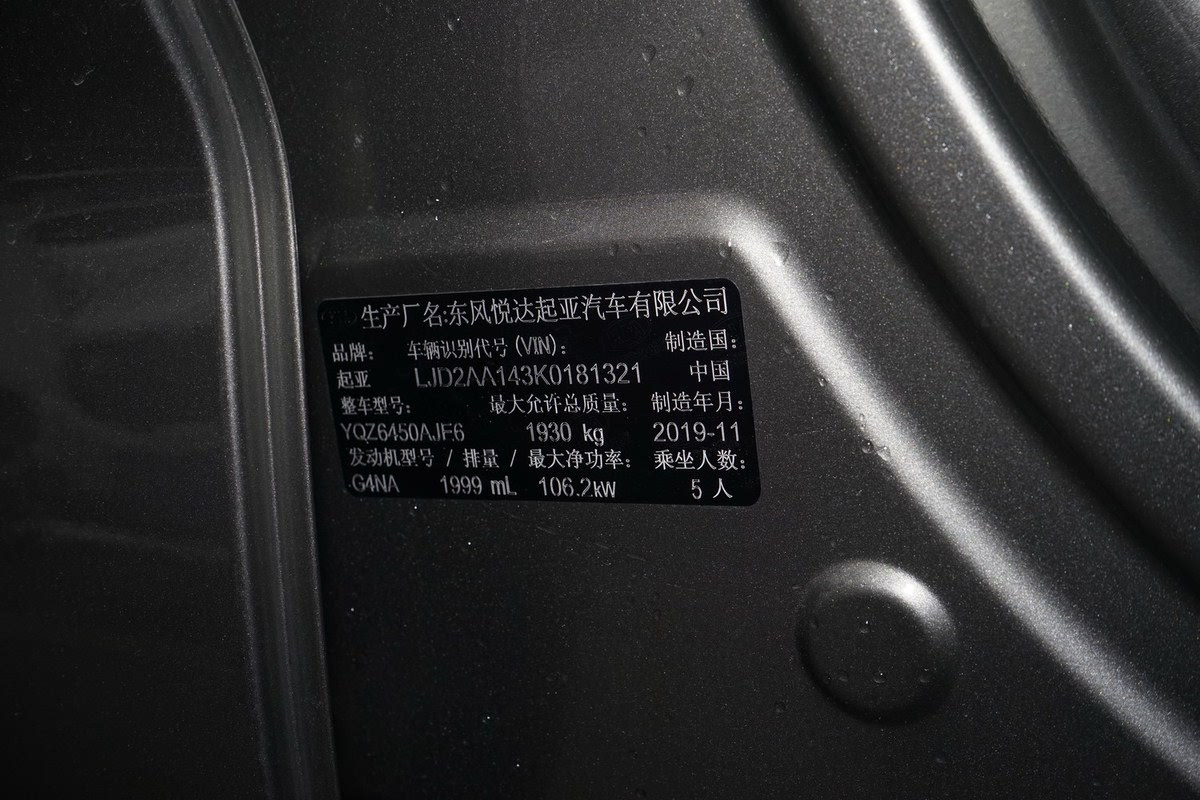 生产厂名:东风悦达起亚汽车有限公司
品牌: 车辆识别代号(VIN): 制造国:
起亚 LJD2AA143K0181321 中国
整车型号: 最大允许总质量: 制造年月:
YQZ6450AJE6 1930 kg 2019-11
发动机型号 / 排量 / 最大净功率: 乘坐人数:
G4NA 1999 mL 106.2kW 5 人